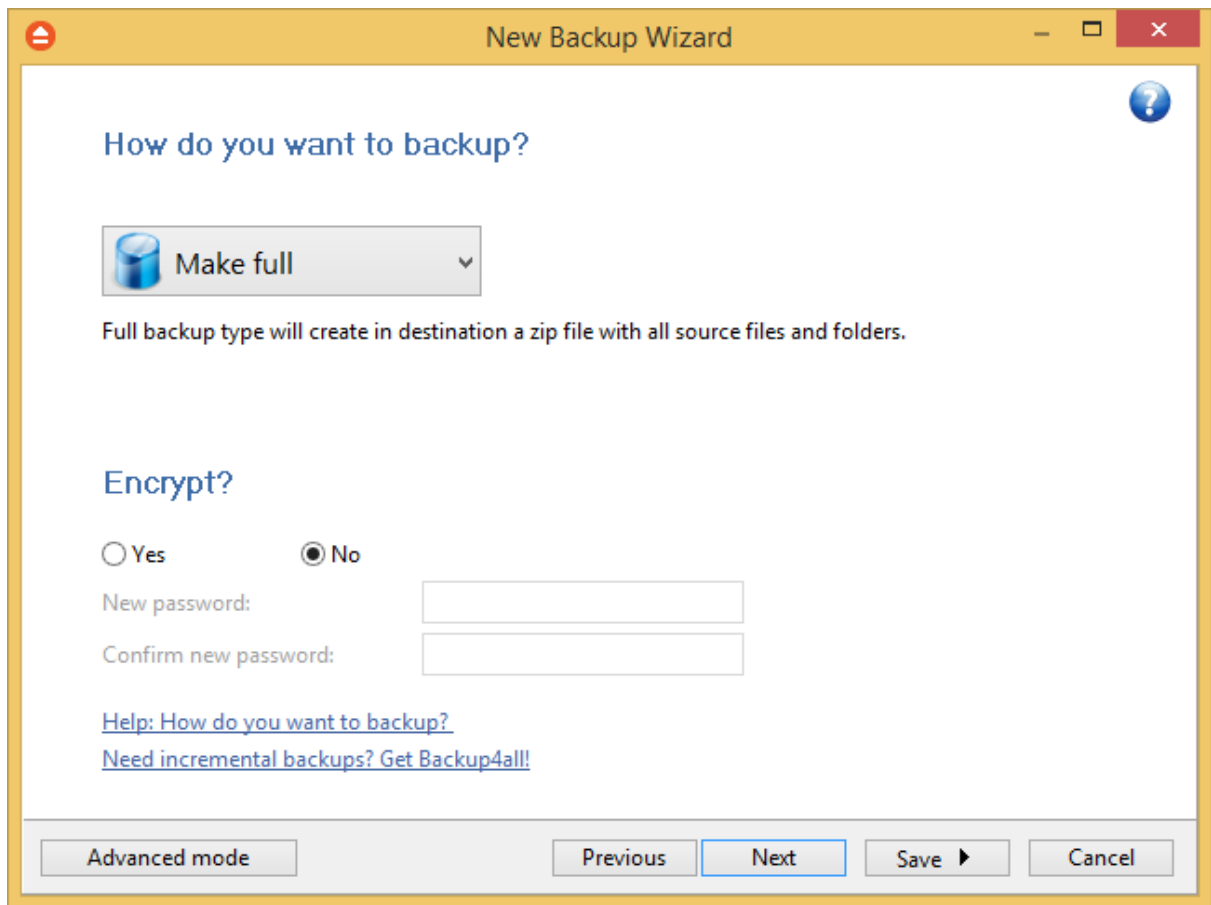 New Backup Wizard
How do you want to backup?
Make full
Full backup type will create in destination a zip file with all source files and folders.
Encrypt?
Yes No
New password:
Confirm new password:
Help: How do you want to backup?
Need incremental backups? Get Backup4all!
Advanced mode Previous Next Save Cancel